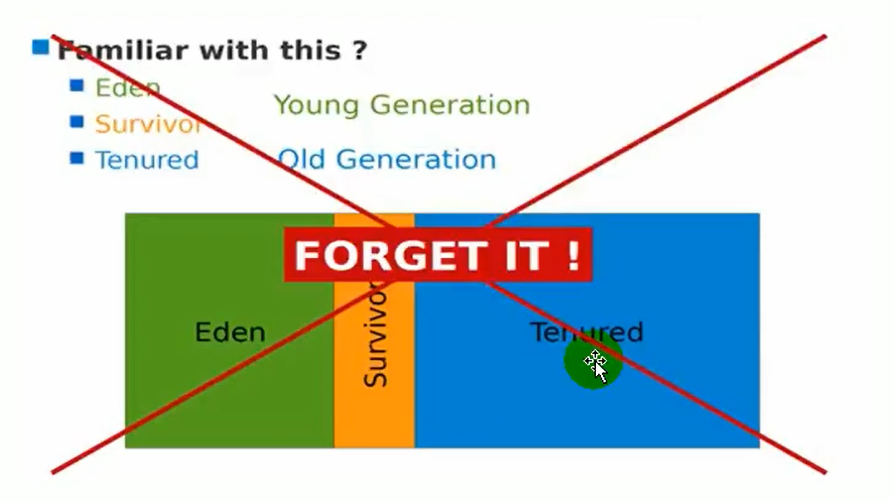 Familiar with this ?
Eden
Survivor
Young Generation
Tenured
Old Generation
FORGET IT !
Eden
Survivor
Tenured